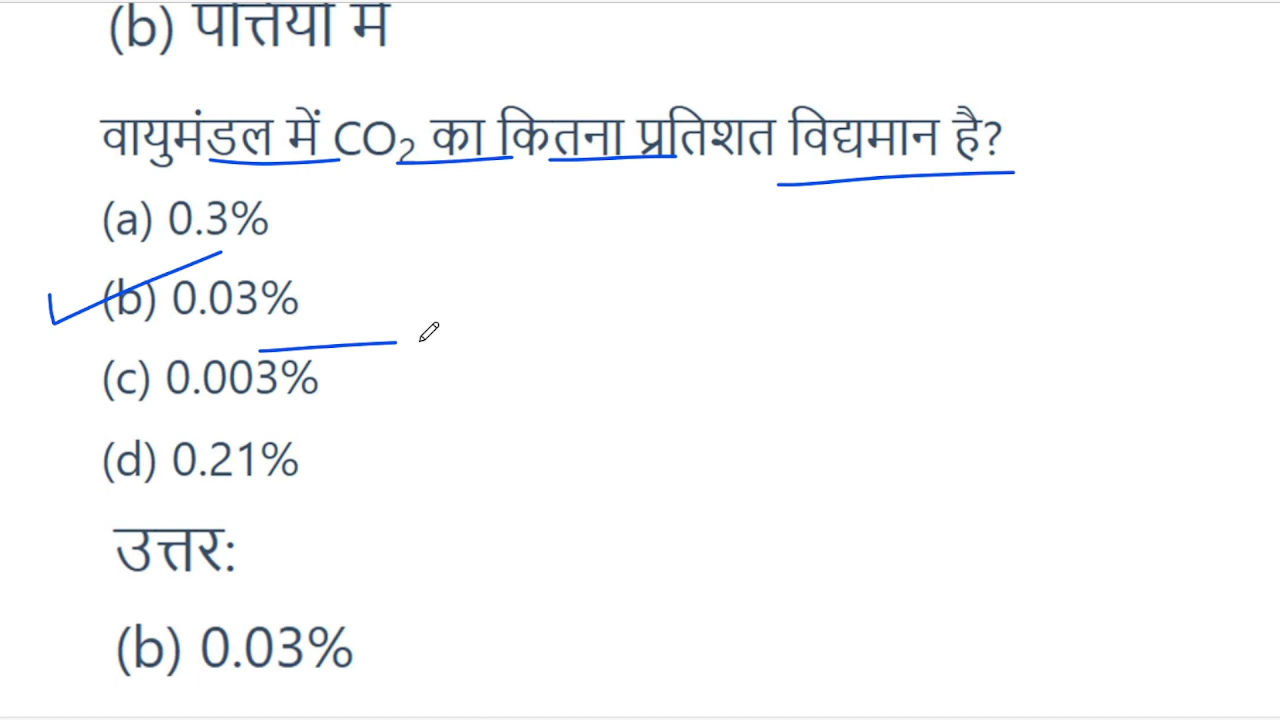 (b) पत्तियों में
वायुमंडल में CO₂ का कितना प्रतिशत विद्यमान है?
(a) 0.3%
(b) 0.03%
(c) 0.003%
(d) 0.21%
उत्तर:
(b) 0.03%